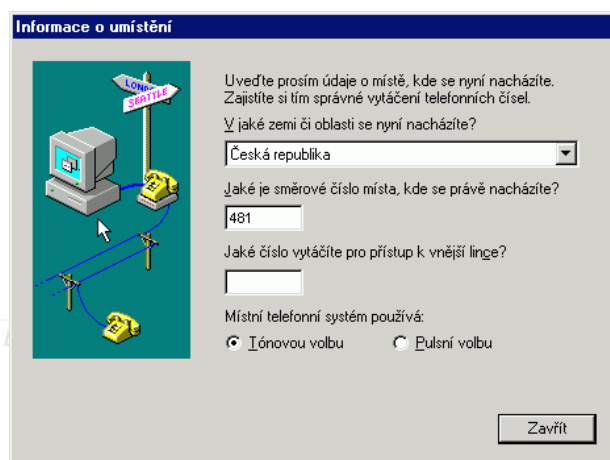 Informace o umístění
LONDO
SEATTLE
Uveďte prosím údaje o místě, kde se nyní nacházíte.
Zajistíte si tím správné vytáčení telefonních čísel.
V jaké zemi či oblasti se nyní nacházíte?
Česká republika
Jaké je směrové číslo místa, kde se právě nacházíte?
481
Jaké číslo vytáčíte pro přístup k vnější lince?
Místní telefonní systém používá:
Tónovou volbu Pulsní volbu
Zavřít